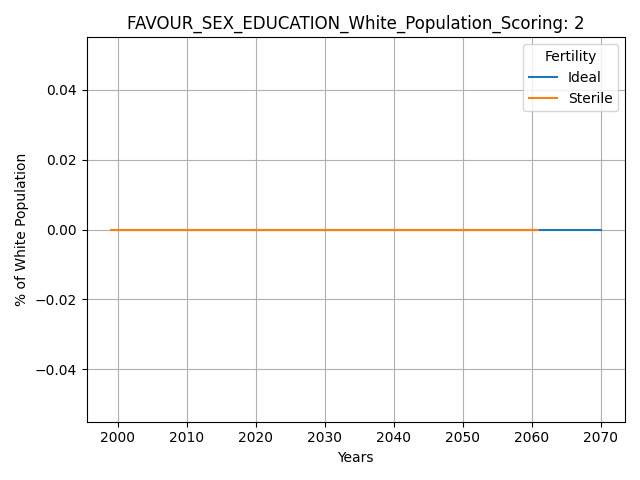 FAVOUR_SEX_EDUCATION_White_Population_Scoring: 2
Fertility
Ideal
Sterile
0.04
0.02
0.00
−0.02
−0.04
% of White Population
2000 2010 2020 2030 2040 2050 2060 2070
Years